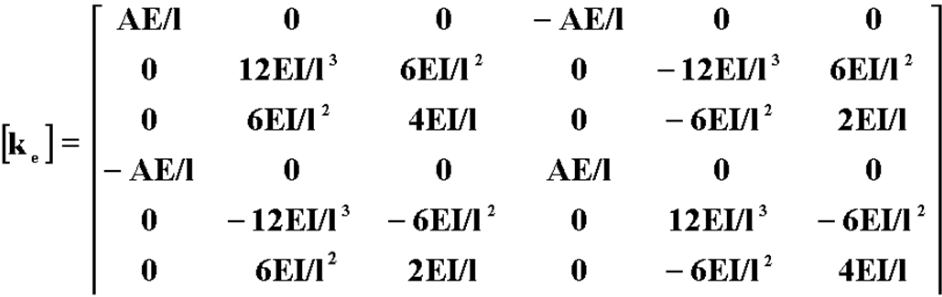 AE/l 0 0 − AE/l 0 0
0 12EI/l³ 6EI/l² 0 − 12EI/l³ 6EI/l²
0 6EI/l² 4EI/l 0 − 6EI/l² 2EI/l
[kₑ] =
− AE/l 0 0 AE/l 0 0
0 − 12EI/l³ − 6EI/l² 0 12EI/l³ − 6EI/l²
0 6EI/l² 2EI/l 0 − 6EI/l² 4EI/l